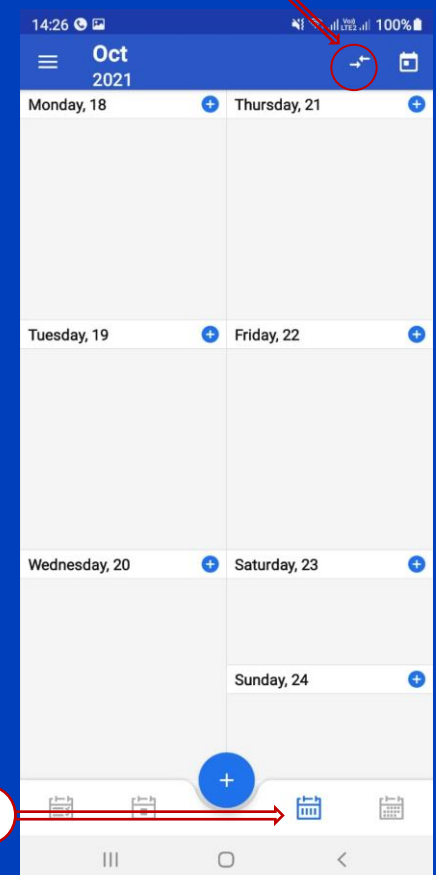 14:26 100%
Oct
2021
Monday, 18
Thursday, 21
Tuesday, 19
Friday, 22
Wednesday, 20
Saturday, 23
Sunday, 24